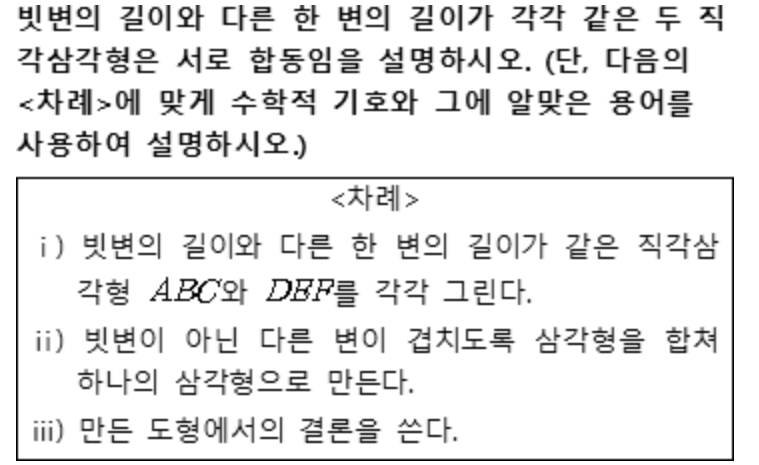 빗변의 길이와 다른 한 변의 길이가 각각 같은 두 직
각삼각형은 서로 합동임을 설명하시오. (단, 다음의
<차례>에 맞게 수학적 기호와 그에 알맞은 용어를
사용하여 설명하시오.)
<차례>
ⅰ) 빗변의 길이와 다른 한 변의 길이가 같은 직각삼
각형 ABC와 DEF를 각각 그린다.
ⅱ) 빗변이 아닌 다른 변이 겹치도록 삼각형을 합쳐
하나의 삼각형으로 만든다.
ⅲ) 만든 도형에서의 결론을 쓴다.